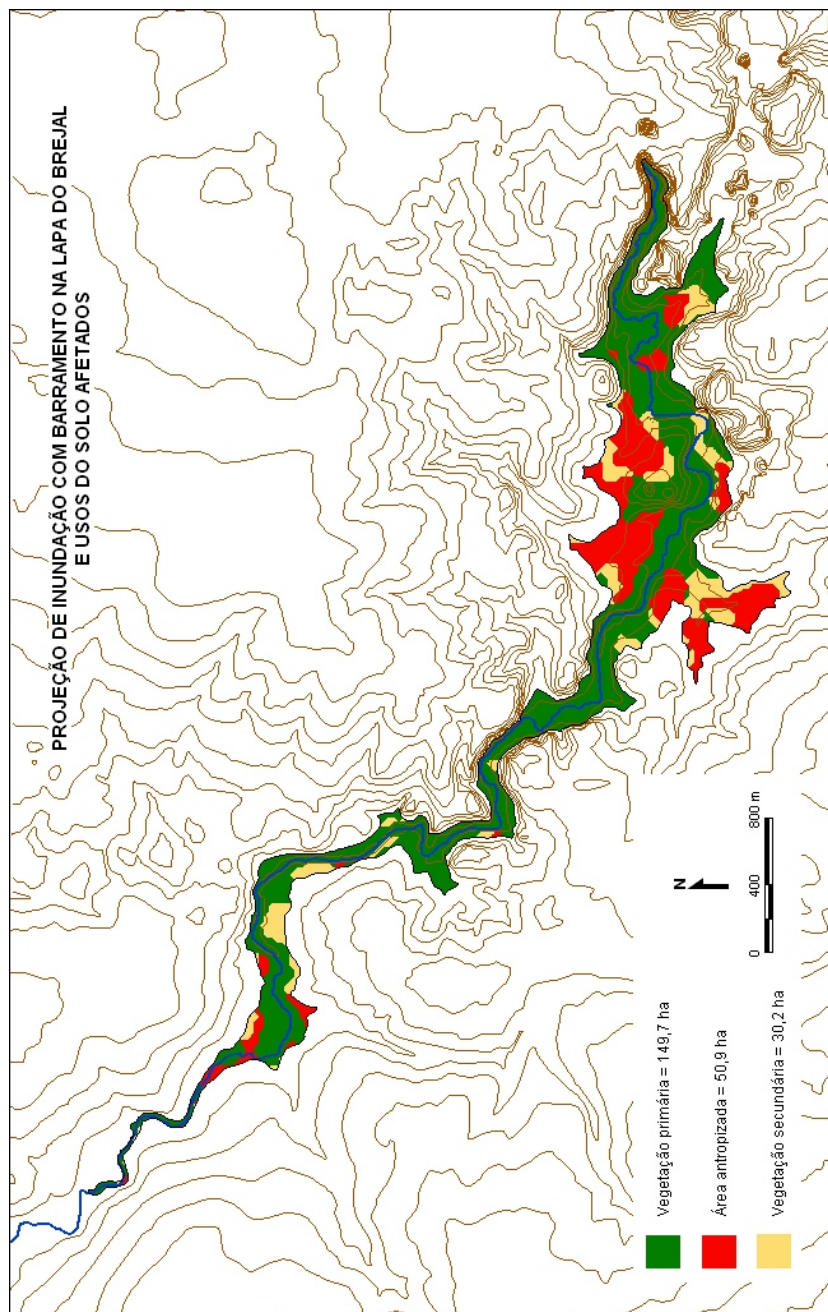 PROJEÇÃO DE INUNDAÇÃO COM BARRAMENTO NA LAPA DO BREJAL
E USOS DO SOLO AFETADOS
N
0 400 800 m
Vegetação primária = 149,7 ha
Área antropizada = 50,9 ha
Vegetação secundária = 30,2 ha